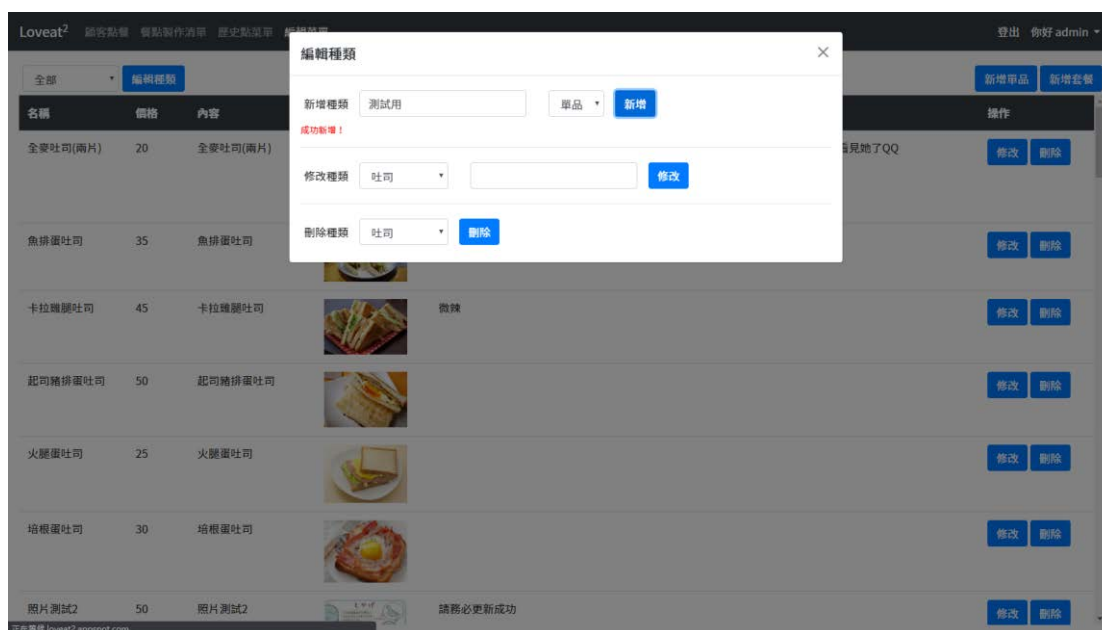 Loveat² 顧客點餐 餐點製作清單 歷史點菜單 編輯菜單 登出 你好 admin
編輯種類 ×
全部 編輯種類 新增單品 新增套餐
新增種類 測試用 單品 新增
成功新增！
名稱 價格 內容 操作
全麥吐司(兩片) 20 全麥吐司(兩片) 看見她了QQ 修改 刪除
修改種類 吐司 修改
刪除種類 吐司 刪除
魚排蛋吐司 35 魚排蛋吐司 修改 刪除
卡拉雞腿吐司 45 卡拉雞腿吐司 微辣 修改 刪除
起司豬排蛋吐司 50 起司豬排蛋吐司 修改 刪除
火腿蛋吐司 25 火腿蛋吐司 修改 刪除
培根蛋吐司 30 培根蛋吐司 修改 刪除
照片測試2 50 照片測試2 請務必更新成功 修改 刪除
loveat2.appspot.com